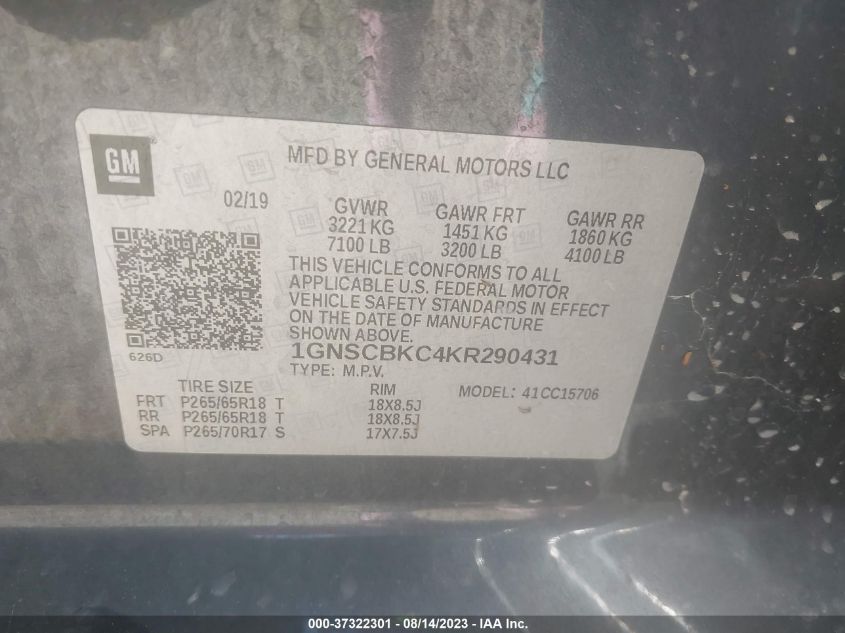 GM
MFD BY GENERAL MOTORS LLC
02/19
GVWR GAWR FRT GAWR RR
3221 KG 1451 KG 1860 KG
7100 LB 3200 LB 4100 LB
THIS VEHICLE CONFORMS TO ALL
APPLICABLE U.S. FEDERAL MOTOR
VEHICLE SAFETY STANDARDS IN EFFECT
ON THE DATE OF MANUFACTURE
SHOWN ABOVE.
626D
1GNSCBKC4KR290431
TYPE: M.P.V.
TIRE SIZE RIM MODEL: 41CC15706
FRT P265/65R18 T 18X8.5J
RR P265/65R18 T 18X8.5J
SPA P265/70R17 S 17X7.5J
000-37322301 - 08/14/2023 - IAA Inc.